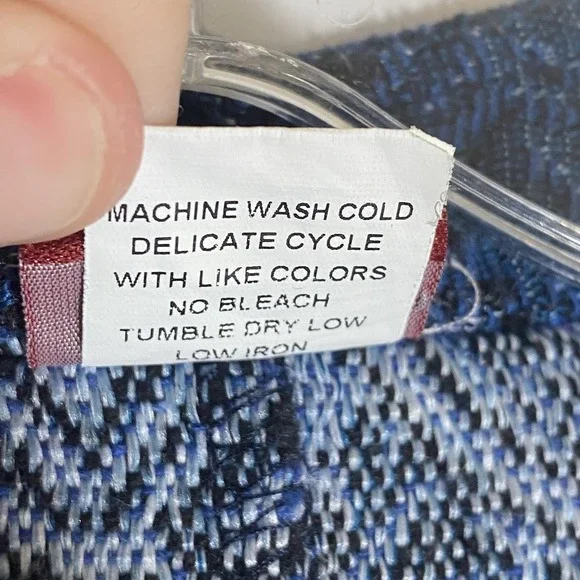 MACHINE WASH COLD
DELICATE CYCLE
WITH LIKE COLORS
NO BLEACH
TUMBLE DRY LOW
LOW IRON